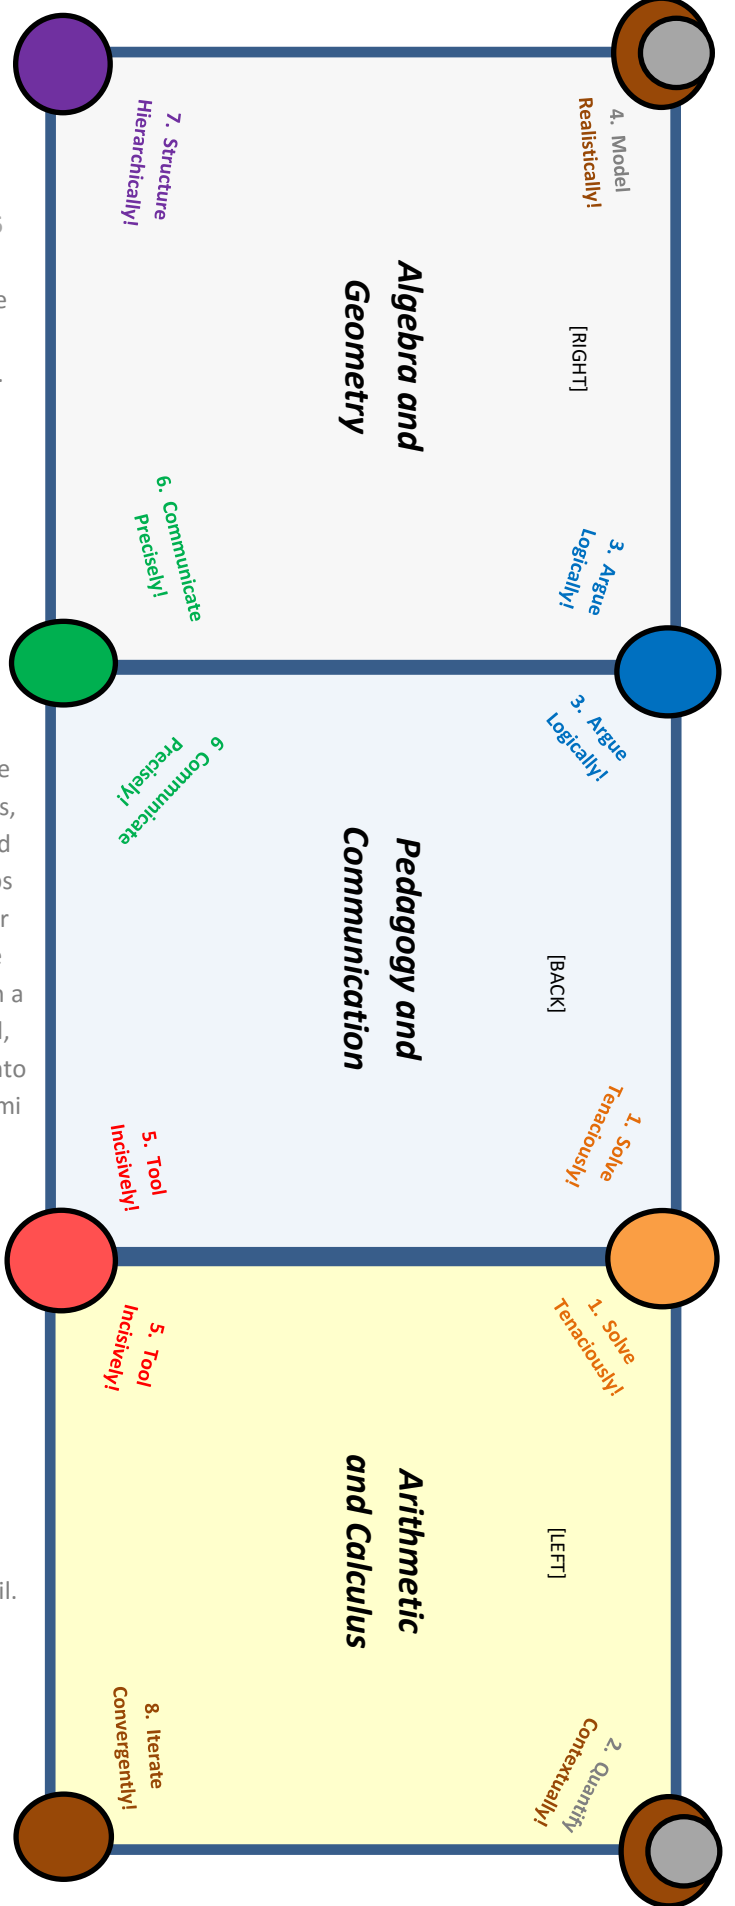 4. Model
Realistically!
[RIGHT]
3. Argue
Logically!
Algebra and
Geometry
7. Structure
Hierarchically!
6. Communicate
Precisely!
3. Argue
Logically!
[BACK]
1. Solve
Tenaciously!
Pedagogy and
Communication
6 Communicate
Precisely!
5. Tool
Incisively!
1. Solve
Tenaciously!
[LEFT]
2. Quantify
Contextually!
Arithmetic
and Calculus
5. Tool
Incisively!
8. Iterate
Convergently!